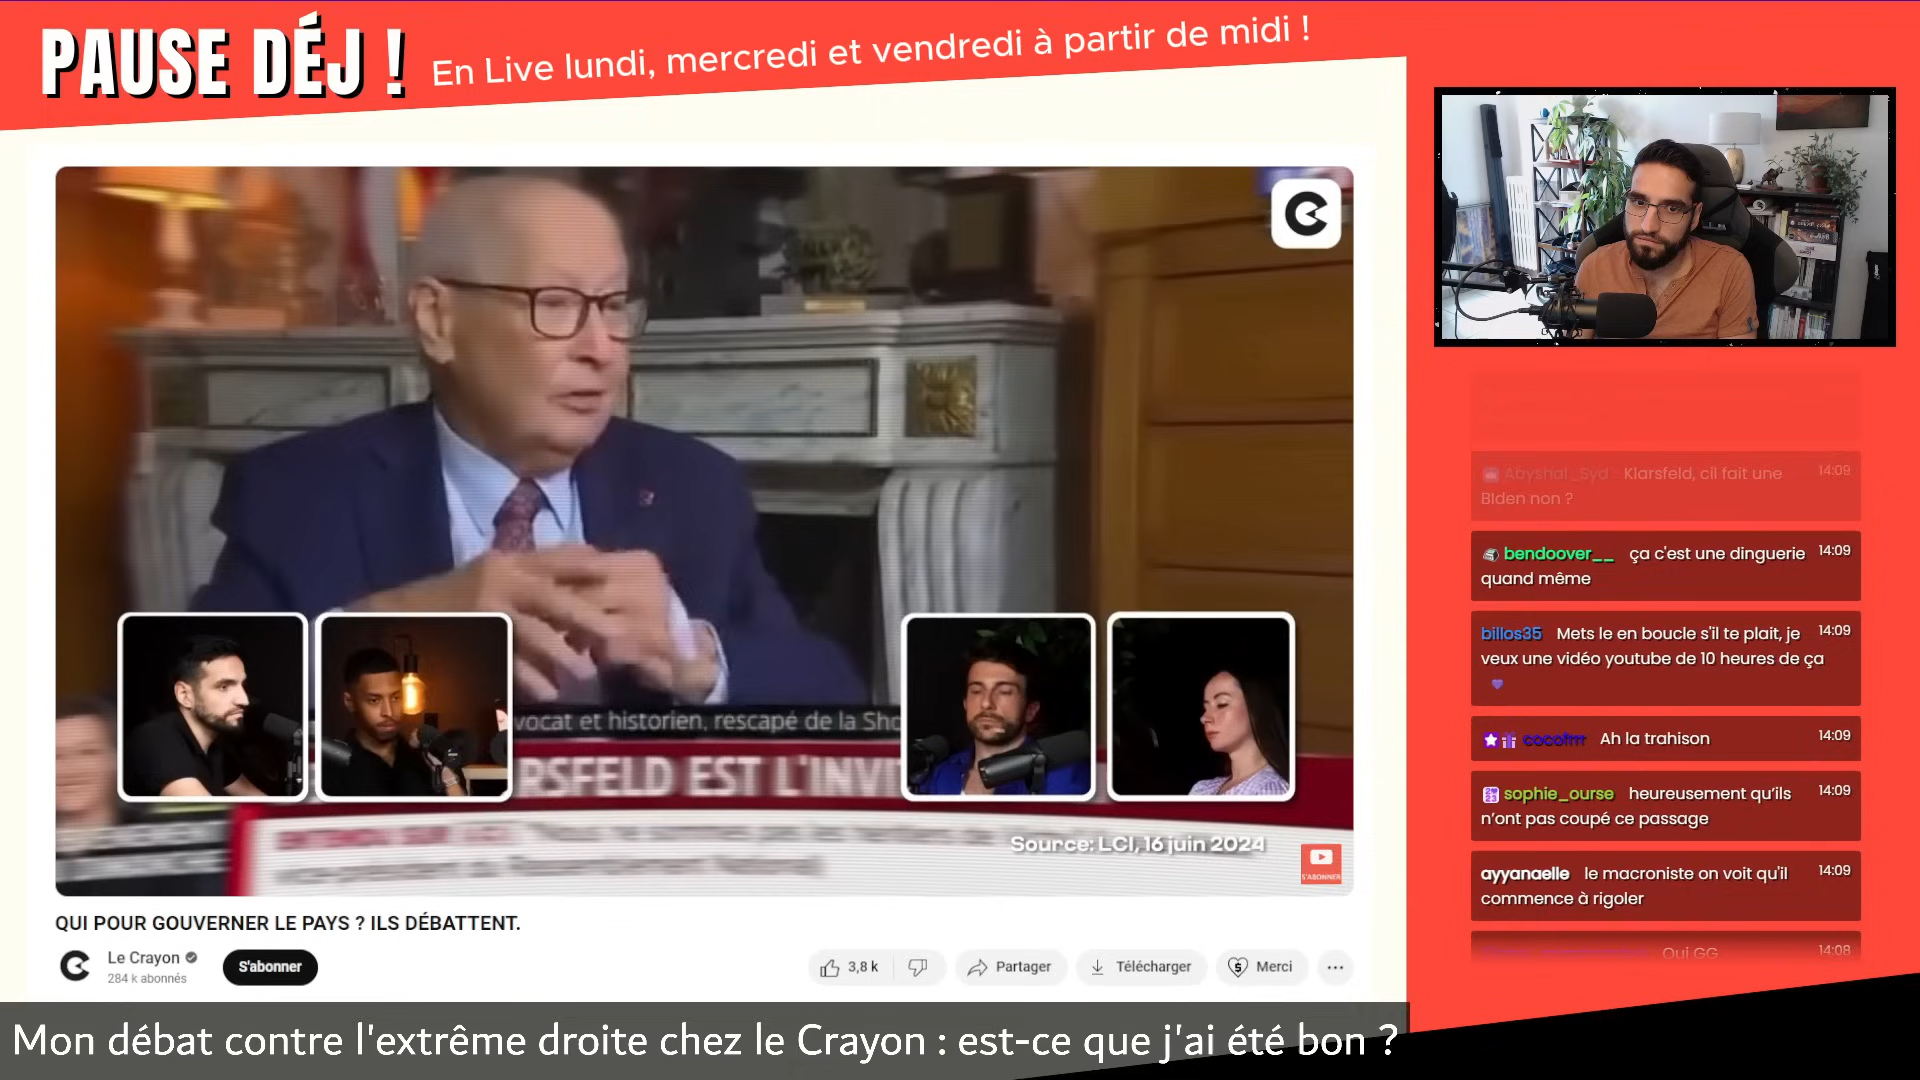 PAUSE DÉJ !
En Live lundi, mercredi et vendredi à partir de midi !
vocat et historien, rescapé de la Sho
RSFELD EST L'INVI
Source: LCI, 16 juin 2024
S'ABONNER
QUI POUR GOUVERNER LE PAYS ? ILS DÉBATTENT.
Le Crayon
284 k abonnés
S'abonner
3,8 k
Partager
Télécharger
Merci
Abyshal_Syd Klarsfeld, cil fait une 14:09
BIden non ?
bendoover__ ça c'est une dinguerie 14:09
quand même
billos35 Mets le en boucle s'il te plait, je 14:09
veux une vidéo youtube de 10 heures de ça
cocofrrr Ah la trahison 14:09
sophie_ourse heureusement qu'ils 14:09
n'ont pas coupé ce passage
ayyanaelle le macroniste on voit qu'il 14:09
commence à rigoler
Oui GG 14:08
Mon débat contre l'extrême droite chez le Crayon : est-ce que j'ai été bon ?